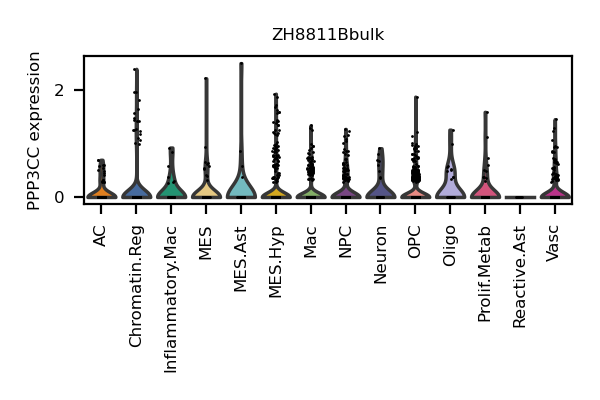 ZH8811Bbulk
PPP3CC expression
2
0
AC
Chromatin.Reg
Inflammatory.Mac
MES
MES.Ast
MES.Hyp
Mac
NPC
Neuron
OPC
Oligo
Prolif.Metab
Reactive.Ast
Vasc